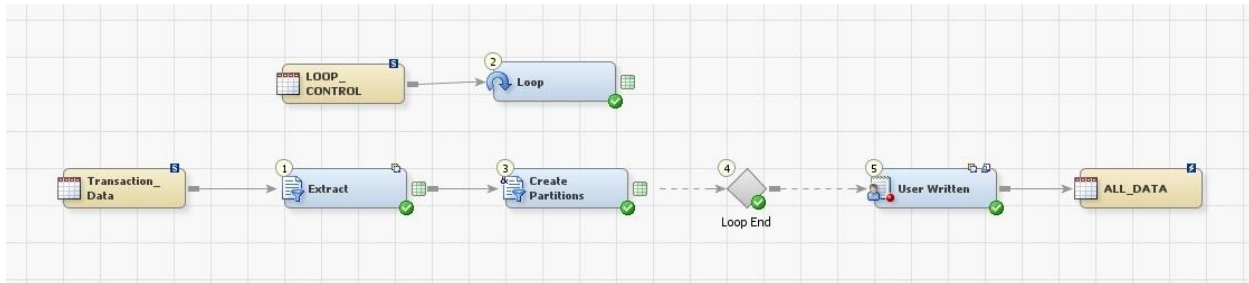 2
LOOP_
CONTROL
Loop
1
3
4
5
Transaction_
Data
Extract
&
Create
Partitions
User Written
ALL_DATA
Loop End